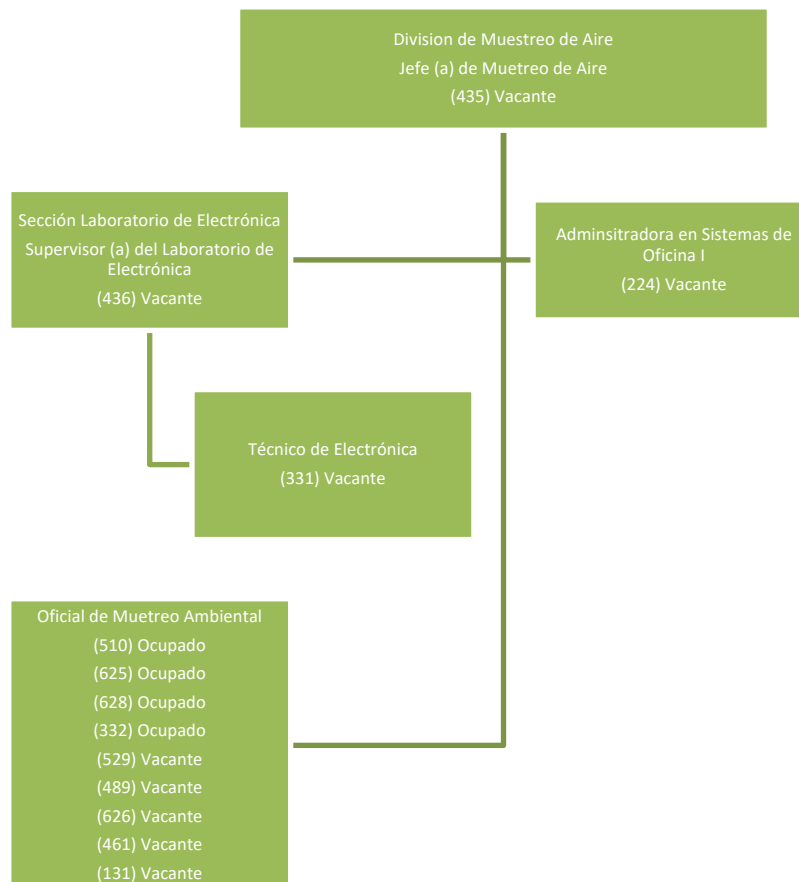 Division de Muestreo de Aire
Jefe (a) de Muetreo de Aire
(435) Vacante
Sección Laboratorio de Electrónica
Supervisor (a) del Laboratorio de
Electrónica
(436) Vacante
Adminsitradora en Sistemas de
Oficina I
(224) Vacante
Técnico de Electrónica
(331) Vacante
Oficial de Muetreo Ambiental
(510) Ocupado
(625) Ocupado
(628) Ocupado
(332) Ocupado
(529) Vacante
(489) Vacante
(626) Vacante
(461) Vacante
(131) Vacante